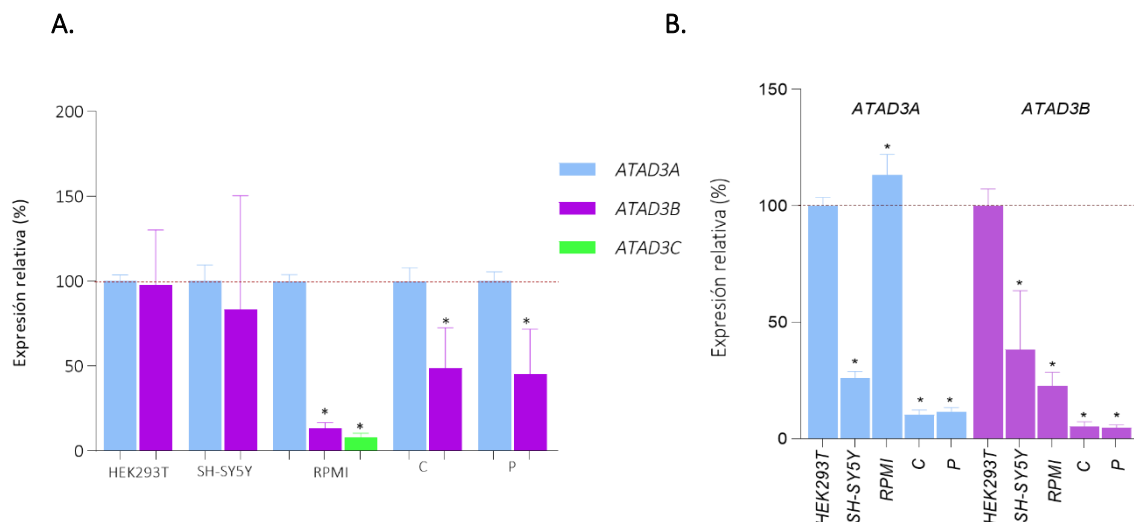 A.
Expresión relativa (%)
200
150
100
50
0
*
*
*
*
HEK293T
SH-SY5Y
RPMI
C
P
ATAD3A
ATAD3B
ATAD3C
B.
Expresión relativa (%)
150
100
50
0
ATAD3A
ATAD3B
*
*
*
*
*
*
*
*
HEK293T
SH-SY5Y
RPMI
C
P
HEK293T
SH-SY5Y
RPMI
C
P